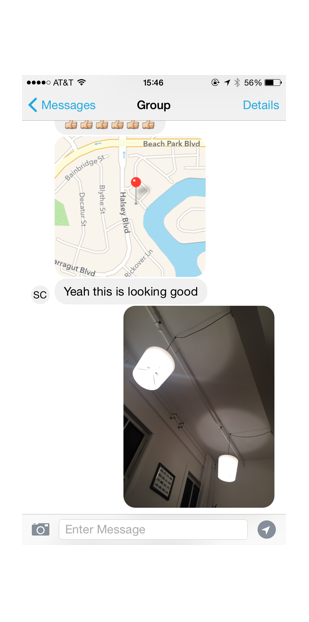 AT&T 15:46 56%
Messages Group Details
Beach Park Blvd
Bainbridge St
Decatur St
Blythe St
Halsey Blvd
arragut Blvd
Rickover Ln
SC Yeah this is looking good
Enter Message